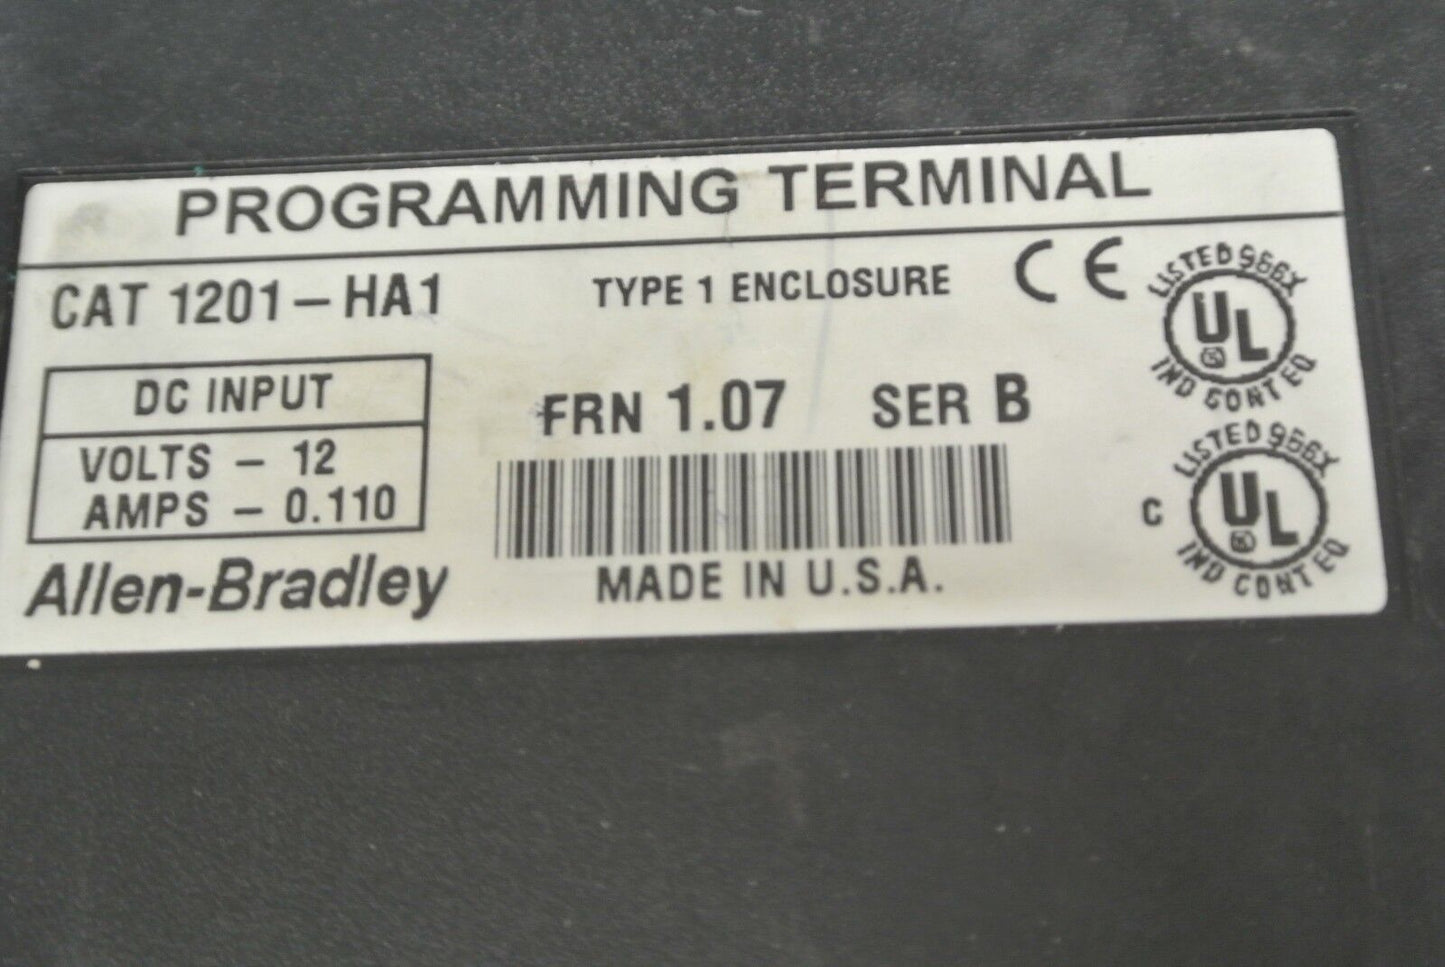 PROGRAMMING TERMINAL
CAT 1201-HA1
TYPE 1 ENCLOSURE
CE
LISTED 966X
UL
IND CONT EQ
DC INPUT
VOLTS - 12
AMPS - 0.110
FRN 1.07 SER B
LISTED 966X
C UL
IND CONT EQ
Allen-Bradley
MADE IN U.S.A.